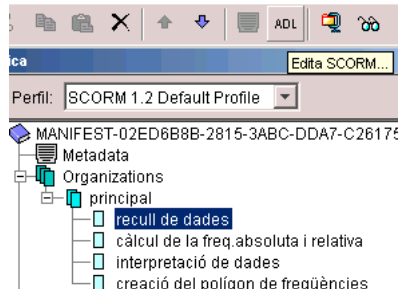 ADL
ica
Edita SCORM...
Perfil: SCORM 1.2 Default Profile
MANIFEST-02ED6B8B-2815-3ABC-DDA7-C26175
Metadata
Organizations
principal
recull de dades
càlcul de la freq.absoluta i relativa
interpretació de dades
creació del polígon de freqüències